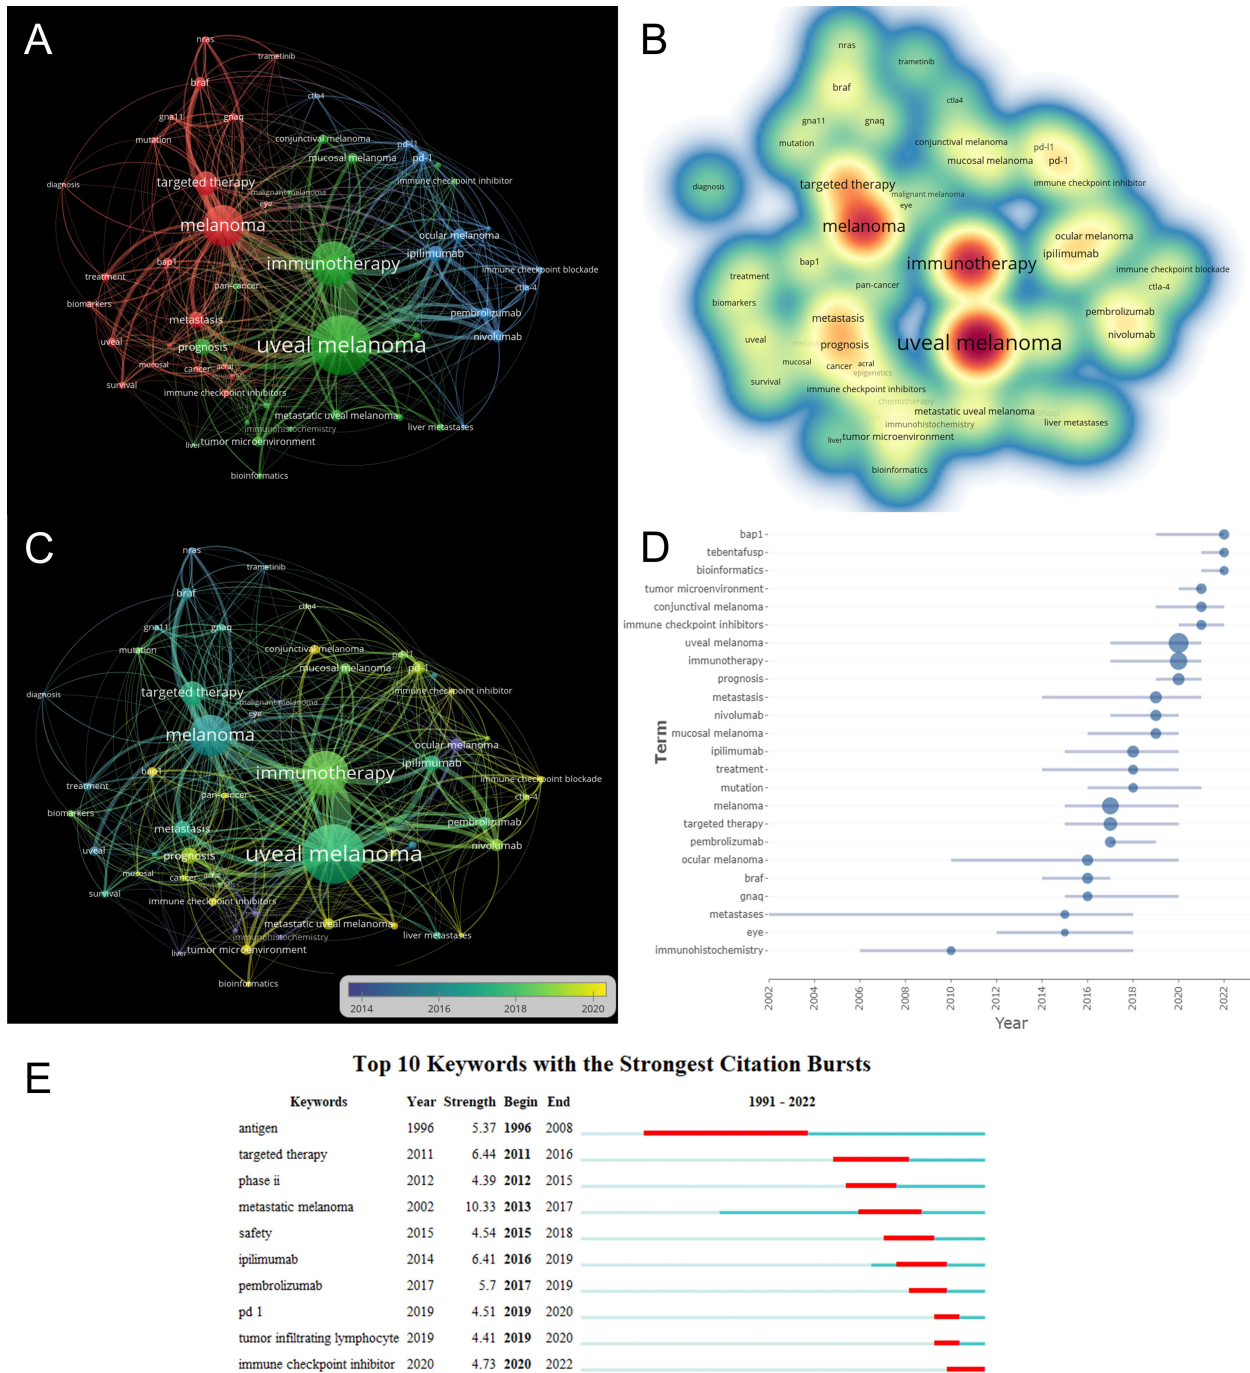 A
nras
trametinib
braf
ctla4
gna11
gnaq
mutation
conjunctival melanoma
pd-l1
mucosal melanoma
pd-1
diagnosis
targeted therapy
immune checkpoint inhibitor
malignant melanoma
eye
melanoma
ocular melanoma
ipilimumab
bap1
immunotherapy
immune checkpoint blockade
treatment
pan-cancer
ctla-4
biomarkers
pembrolizumab
metastasis
nivolumab
uveal
prognosis
uveal melanoma
mucosal
cancer
acral
survival
immune checkpoint inhibitors
metastatic uveal melanoma
immunohistochemistry
liver metastases
liver
tumor microenvironment
bioinformatics
B
nras
trametinib
braf
ctla4
gna11
gnaq
mutation
conjunctival melanoma
pd-l1
mucosal melanoma
pd-1
diagnosis
targeted therapy
immune checkpoint inhibitor
malignant melanoma
eye
melanoma
ocular melanoma
ipilimumab
bap1
immunotherapy
immune checkpoint blockade
treatment
pan-cancer
ctla-4
biomarkers
pembrolizumab
metastasis
nivolumab
uveal
prognosis
uveal melanoma
mucosal
cancer
acral
epigenetics
survival
immune checkpoint inhibitors
chemotherapy
metastatic uveal melanoma
immunohistochemistry
liver metastases
liver
tumor microenvironment
bioinformatics
C
nras
trametinib
braf
ctla4
gna11
gnaq
mutation
conjunctival melanoma
pd-l1
mucosal melanoma
pd-1
diagnosis
targeted therapy
immune checkpoint inhibitor
malignant melanoma
eye
melanoma
ocular melanoma
ipilimumab
bap1
immunotherapy
immune checkpoint blockade
treatment
pan-cancer
ctla-4
biomarkers
pembrolizumab
metastasis
nivolumab
uveal
prognosis
uveal melanoma
mucosal
cancer
acral
survival
immune checkpoint inhibitors
metastatic uveal melanoma
immunohistochemistry
liver metastases
liver
tumor microenvironment
bioinformatics
2014 2016 2018 2020
D
bap1
tebentafusp
bioinformatics
tumor microenvironment
conjunctival melanoma
immune checkpoint inhibitors
uveal melanoma
immunotherapy
prognosis
metastasis
nivolumab
mucosal melanoma
ipilimumab
treatment
mutation
melanoma
targeted therapy
pembrolizumab
ocular melanoma
braf
gnaq
metastases
eye
immunohistochemistry
Term
2002 2004 2006 2008 2010 2012 2014 2016 2018 2020 2022
Year
E
Top 10 Keywords with the Strongest Citation Bursts
Keywords Year Strength Begin End 1991 - 2022
antigen 1996 5.37 1996 2008
targeted therapy 2011 6.44 2011 2016
phase ii 2012 4.39 2012 2015
metastatic melanoma 2002 10.33 2013 2017
safety 2015 4.54 2015 2018
ipilimumab 2014 6.41 2016 2019
pembrolizumab 2017 5.7 2017 2019
pd 1 2019 4.51 2019 2020
tumor infiltrating lymphocyte 2019 4.41 2019 2020
immune checkpoint inhibitor 2020 4.73 2020 2022